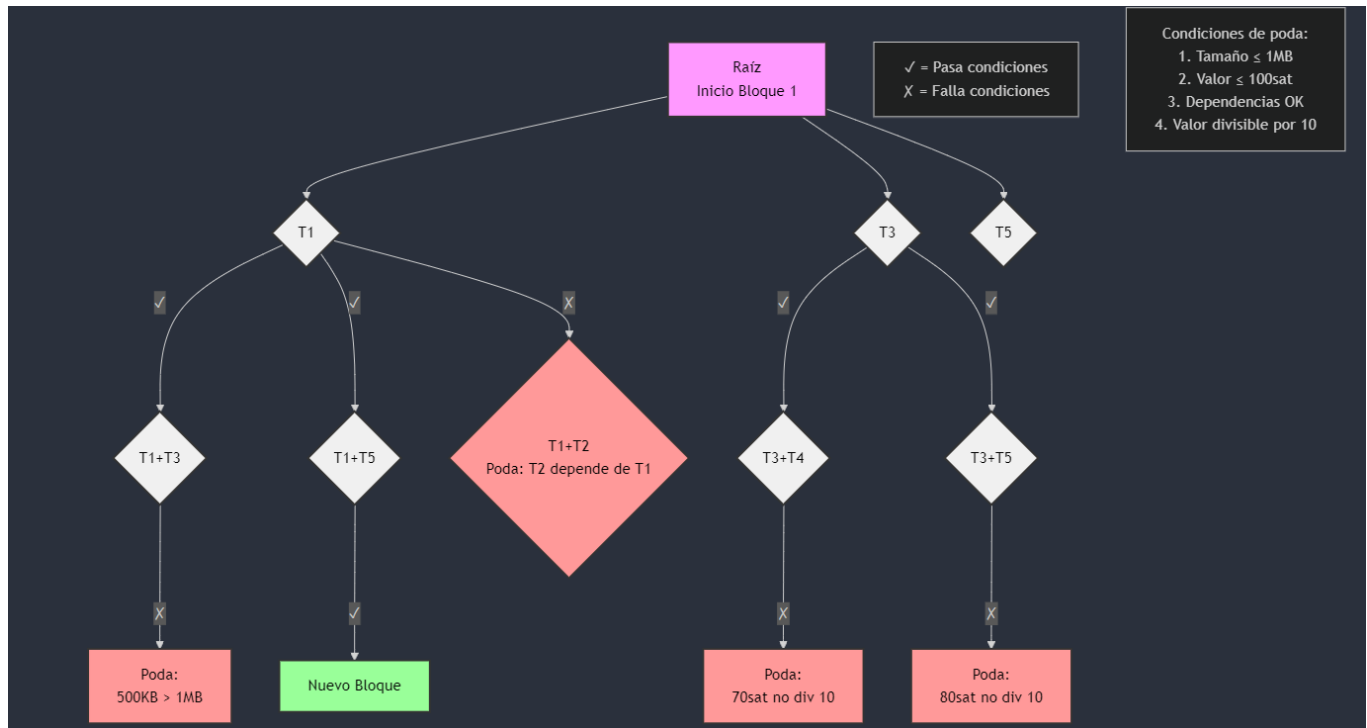 Raíz
Inicio Bloque 1
✓ = Pasa condiciones
✗ = Falla condiciones
Condiciones de poda:
1. Tamaño ≤ 1MB
2. Valor ≤ 100sat
3. Dependencias OK
4. Valor divisible por 10
T1
T3
T5
✓
✓
✗
✓
✓
T1+T3
T1+T5
T1+T2
Poda: T2 depende de T1
T3+T4
T3+T5
✗
✓
✗
✗
Poda:
500KB > 1MB
Nuevo Bloque
Poda:
70sat no div 10
Poda:
80sat no div 10